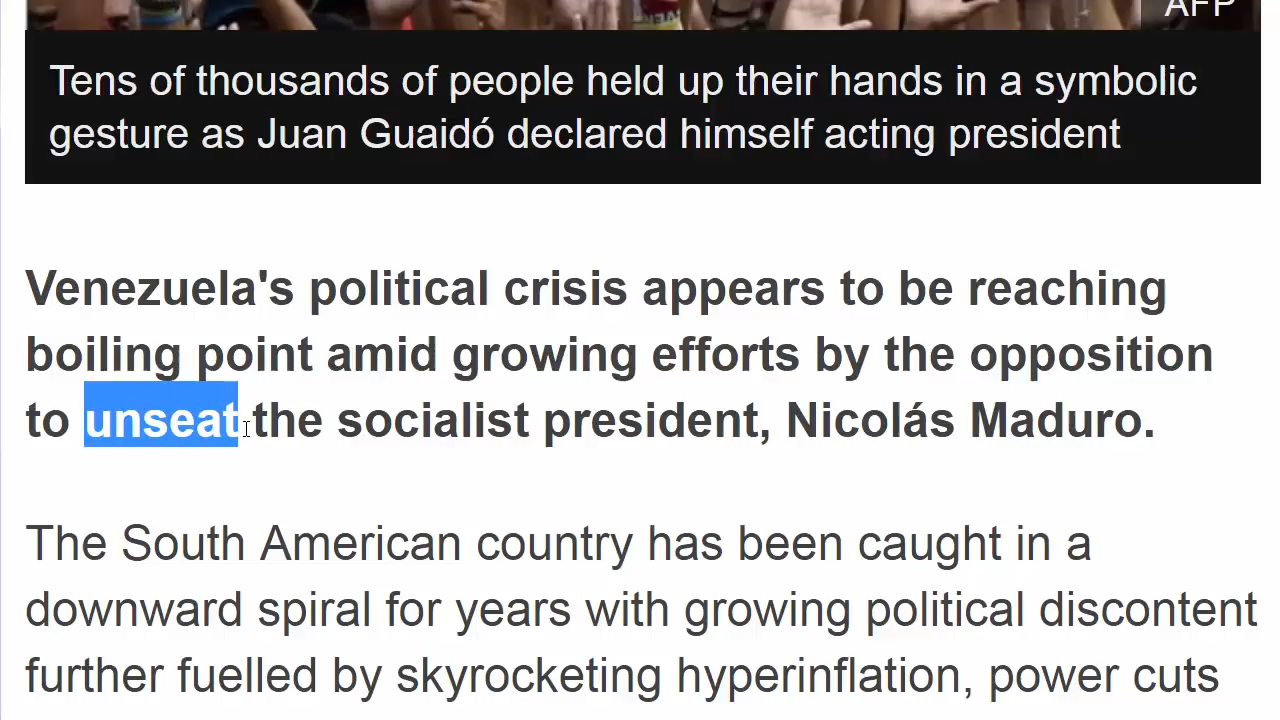 AFP
Tens of thousands of people held up their hands in a symbolic
gesture as Juan Guaidó declared himself acting president
Venezuela's political crisis appears to be reaching
boiling point amid growing efforts by the opposition
to unseat the socialist president, Nicolás Maduro.
The South American country has been caught in a
downward spiral for years with growing political discontent
further fuelled by skyrocketing hyperinflation, power cuts